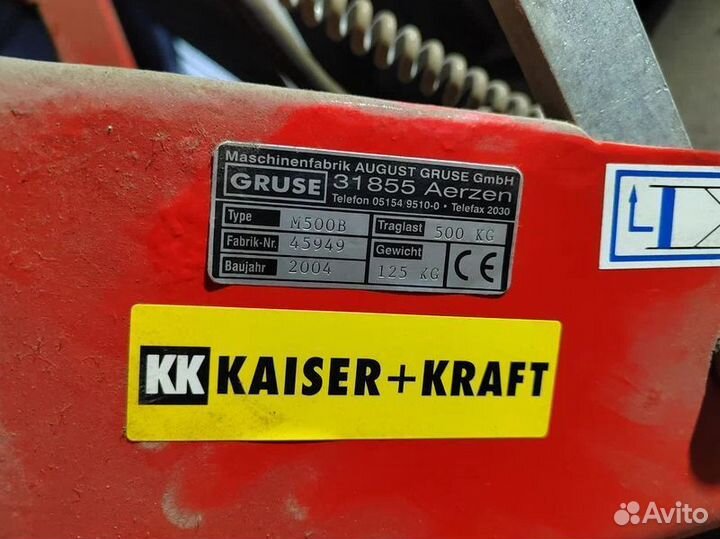 Maschinenfabrik AUGUST GRUSE GmbH
GRUSE 31855 Aerzen
Telefon 05154/9510-0 • Telefax 2030
Type M500B Traglast 500 KG
Fabrik-Nr. 45949 Gewicht 125 KG
Baujahr 2004 CE
KK KAISER+KRAFT
Avito